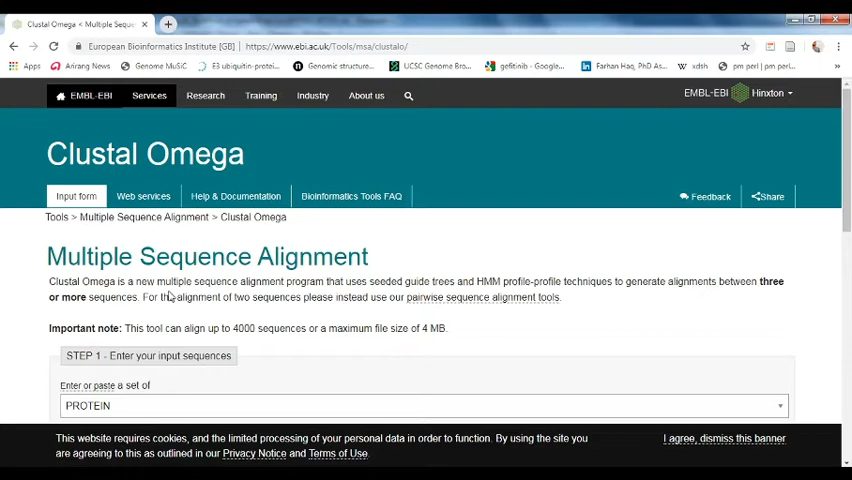 Clustal Omega < Multiple Seque
European Bioinformatics Institute [GB] | https://www.ebi.ac.uk/Tools/msa/clustalo/
Apps Arirang News Genome MuSiC E3 ubiquitin-protei... Genomic structure... UCSC Genome Bro... gefitinib - Google... Farhan Haq, PhD As... xdsh pm perl | pm perl... »
EMBL-EBI Services Research Training Industry About us EMBL-EBI Hinxton
Clustal Omega
Input form Web services Help & Documentation Bioinformatics Tools FAQ Feedback Share
Tools > Multiple Sequence Alignment > Clustal Omega
Multiple Sequence Alignment
Clustal Omega is a new multiple sequence alignment program that uses seeded guide trees and HMM profile-profile techniques to generate alignments between three
or more sequences. For the alignment of two sequences please instead use our pairwise sequence alignment tools.
Important note: This tool can align up to 4000 sequences or a maximum file size of 4 MB.
STEP 1 - Enter your input sequences
Enter or paste a set of
PROTEIN
This website requires cookies, and the limited processing of your personal data in order to function. By using the site you
are agreeing to this as outlined in our Privacy Notice and Terms of Use.
I agree, dismiss this banner